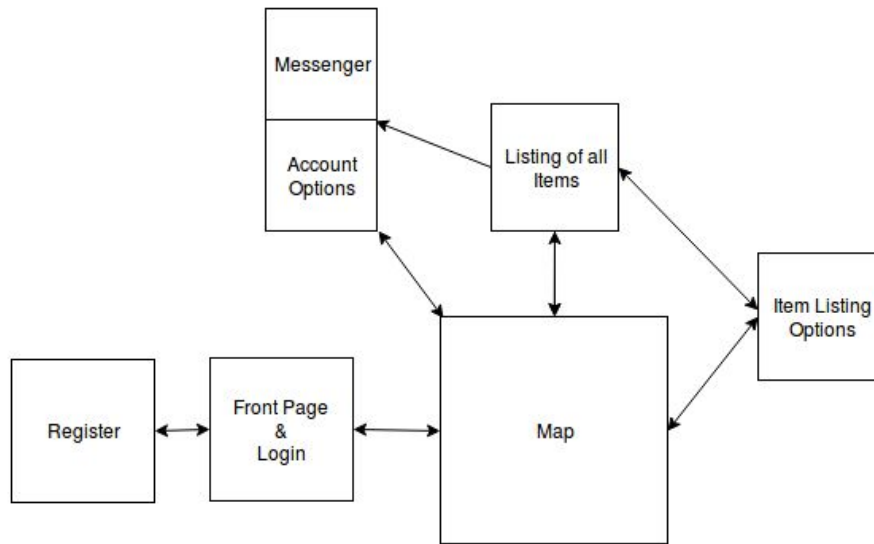 Messenger
Account
Options
Listing of all
Items
Item Listing
Options
Register
Front Page
&
Login
Map